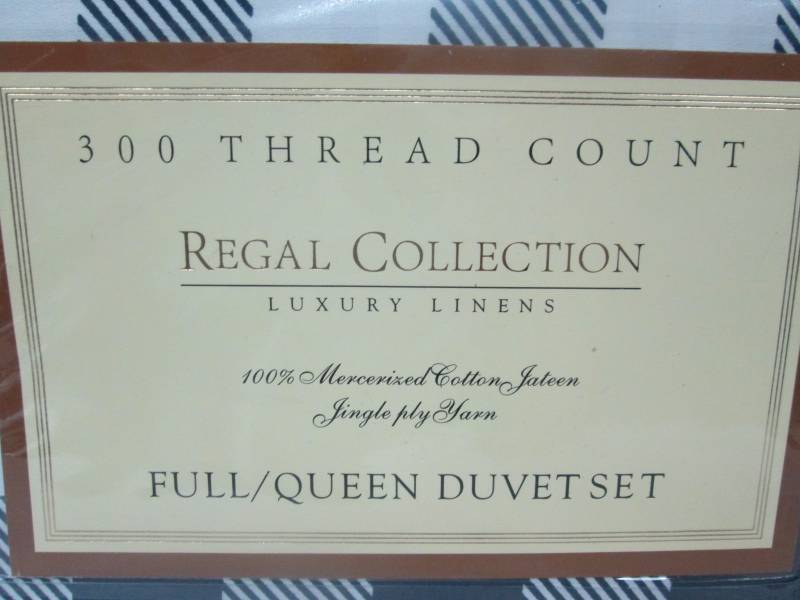 300 THREAD COUNT
REGAL COLLECTION
LUXURY LINENS
100% Mercerized Cotton Sateen
Single ply Yarn
FULL/QUEEN DUVET SET